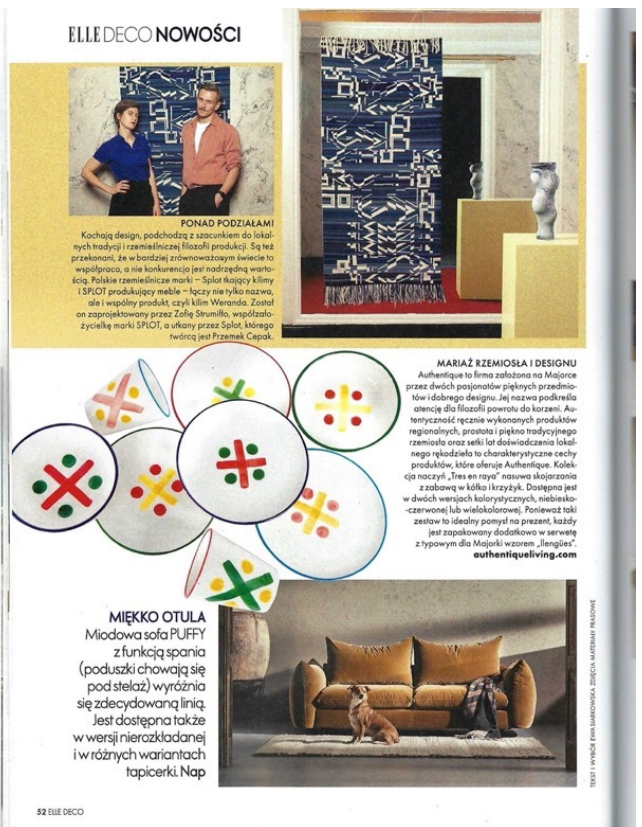 ELLE DECO NOWOŚCI
PONAD PODZIAŁAMI
Kochają design, podchodzą z szacunkiem do lokal-
nych tradycji i rzemieślniczej filozofii produkcji. Są też
przekonani, że w bardziej zrównoważonym świecie to
współpraca, a nie konkurencja jest nadrzędną warto-
ścią. Polskie rzemieślnicze marki – Splot tkający kilimy
i SPLOT produkujący meble – łączy nie tylko nazwa,
ale i wspólny produkt, czyli kilim Weranda. Został
on zaprojektowany przez Zofię Strumiłło, współzało-
życielkę marki SPLOT, a utkany przez Splot, którego
twórcą jest Przemek Cepak.
MARIAŻ RZEMIOSŁA I DESIGNU
Authentique to firma założona na Majorce
przez dwóch pasjonatów pięknych przedmio-
tów i dobrego designu. Jej nazwa podkreśla
atencję dla filozofii powrotu do korzeni. Au-
tentyczność ręcznie wykonanych produktów
regionalnych, prostota i piękno tradycyjnego
rzemiosła oraz setki lat doświadczenia lokal-
nego rękodzieła to charakterystyczne cechy
produktów, które oferuje Authentique. Kolek-
cja naczyń „Tres en raya” nasuwa skojarzenia
z zabawą w kółko i krzyżyk. Dostępna jest
w dwóch wersjach kolorystycznych, niebiesko-
-czerwonej lub wielokolorowej. Ponieważ taki
zestaw to idealny pomysł na prezent, każdy
jest zapakowany dodatkowo w serwetę
z typowym dla Majorki wzorem „llengües”.
authentiqueliving.com
MIĘKKO OTULA
Miodowa sofa PUFFY
z funkcją spania
(poduszki chowają się
pod stelaż) wyróżnia
się zdecydowaną linią.
Jest dostępna także
w wersji nierozkładanej
i w różnych wariantach
tapicerki. Nap
TEKST I WYBÓR EWA SIARKOWSKA ZDJĘCIA MATERIAŁY PRASOWE
52 ELLE DECO